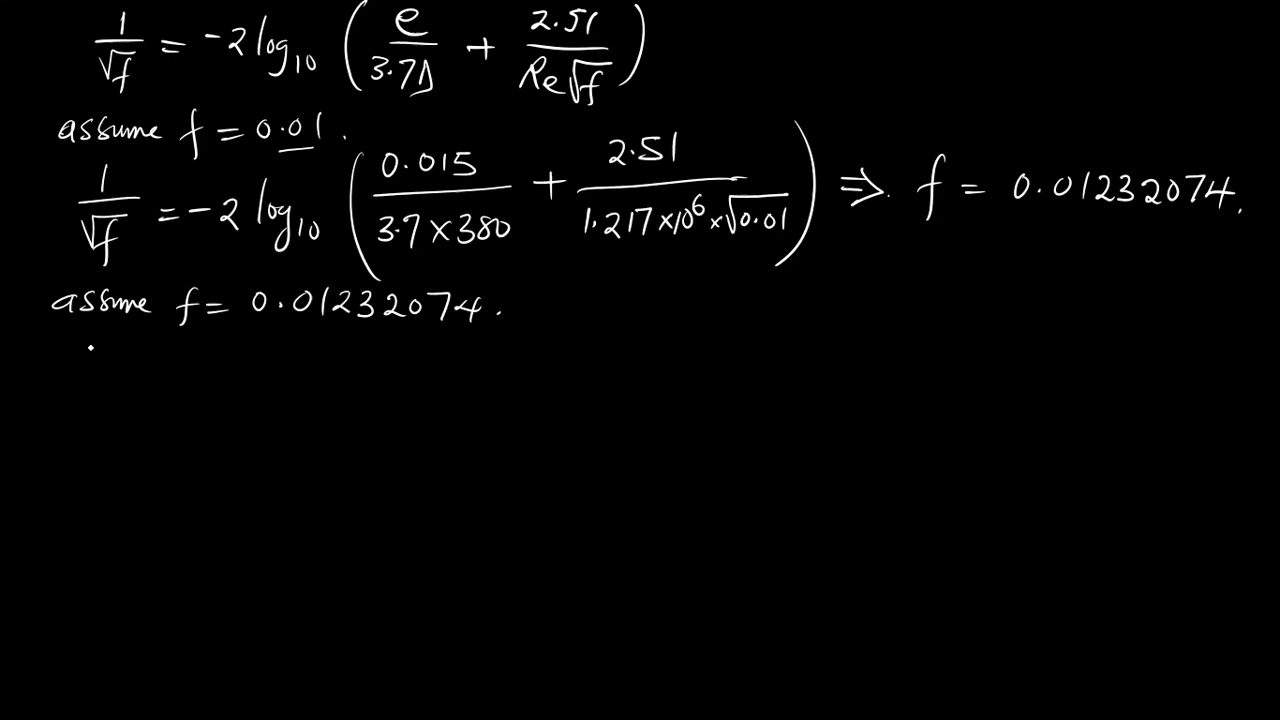 1/√f = -2 log10 (e/3.7D + 2.51/Re√f)
assume f = 0.01.
1/√f = -2 log10 (0.015/3.7×380 + 2.51/1.217×10^6×√0.01) ⇒ f = 0.01232074.
assume f = 0.01232074.